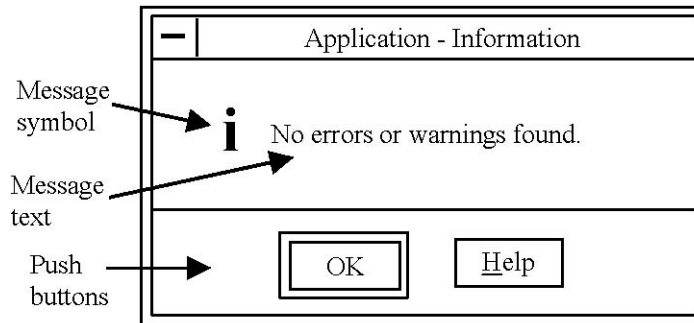 Application - Information
Message
symbol
i
No errors or warnings found.
Message
text
Push
buttons
OK
Help